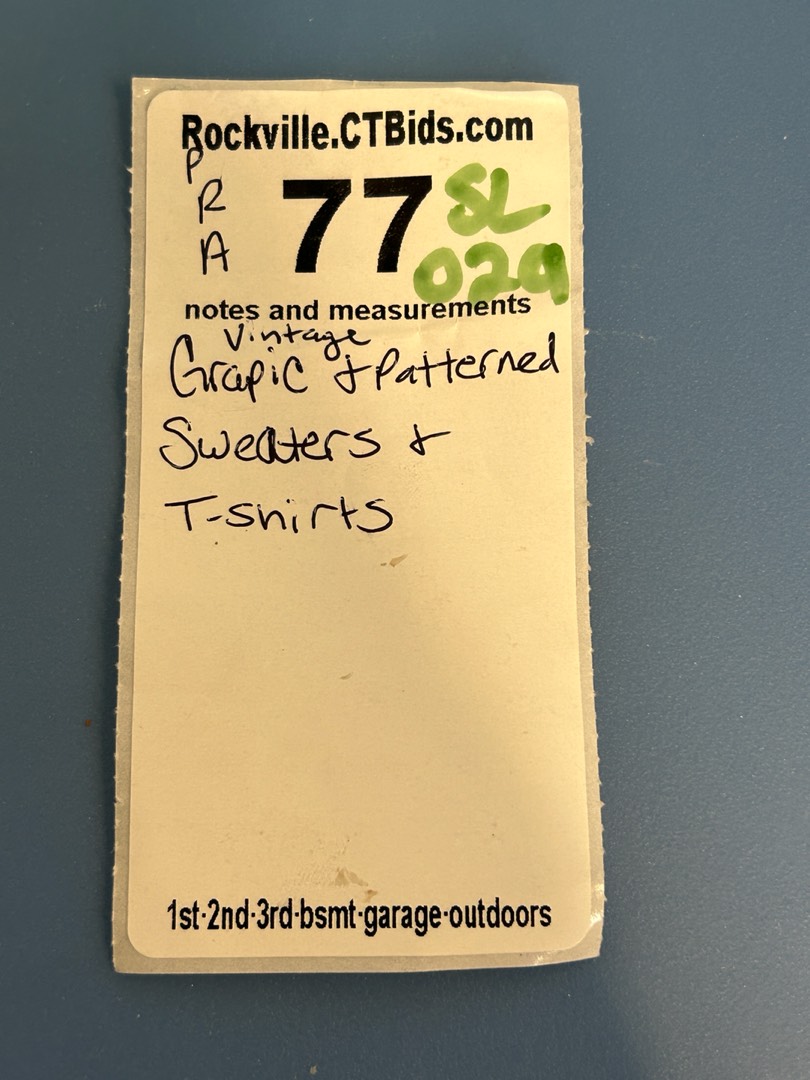 Rockville.CTBids.com
P
R
A
77
SL
029
notes and measurements
Vintage
Grapic & Patterned
Sweaters &
T-shirts
1st·2nd·3rd·bsmt·garage·outdoors